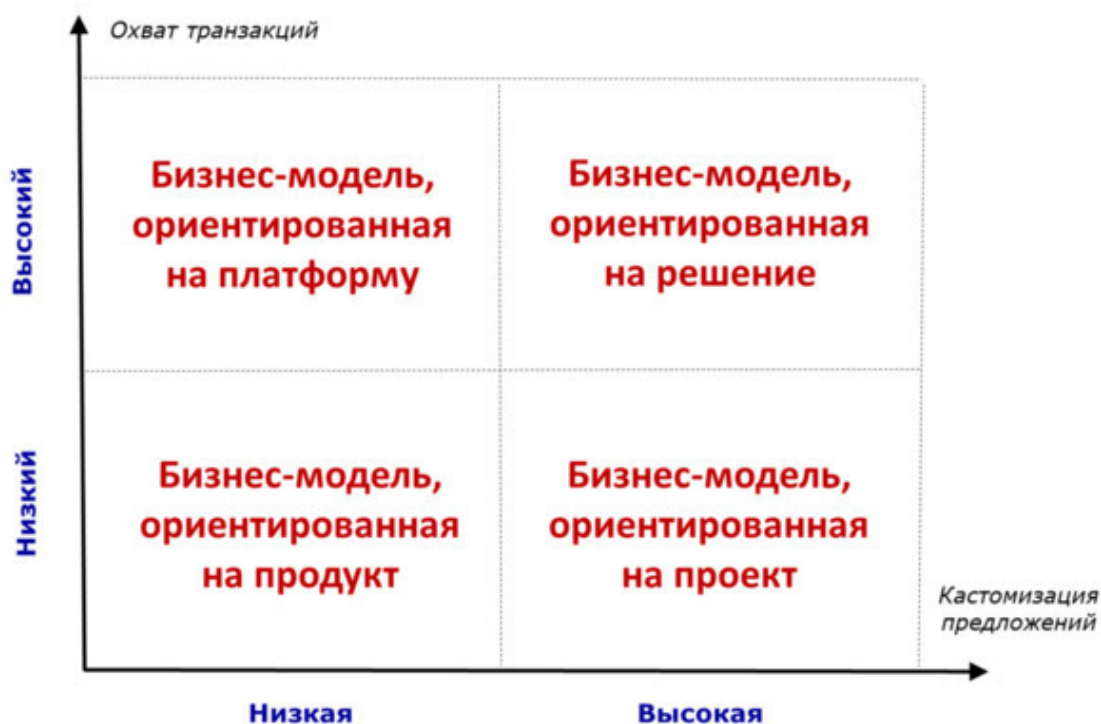 Охват транзакций
Высокий
Бизнес-модель,
ориентированная
на платформу
Бизнес-модель,
ориентированная
на решение
Низкий
Бизнес-модель,
ориентированная
на продукт
Бизнес-модель,
ориентированная
на проект
Кастомизация
предложений
Низкая
Высокая